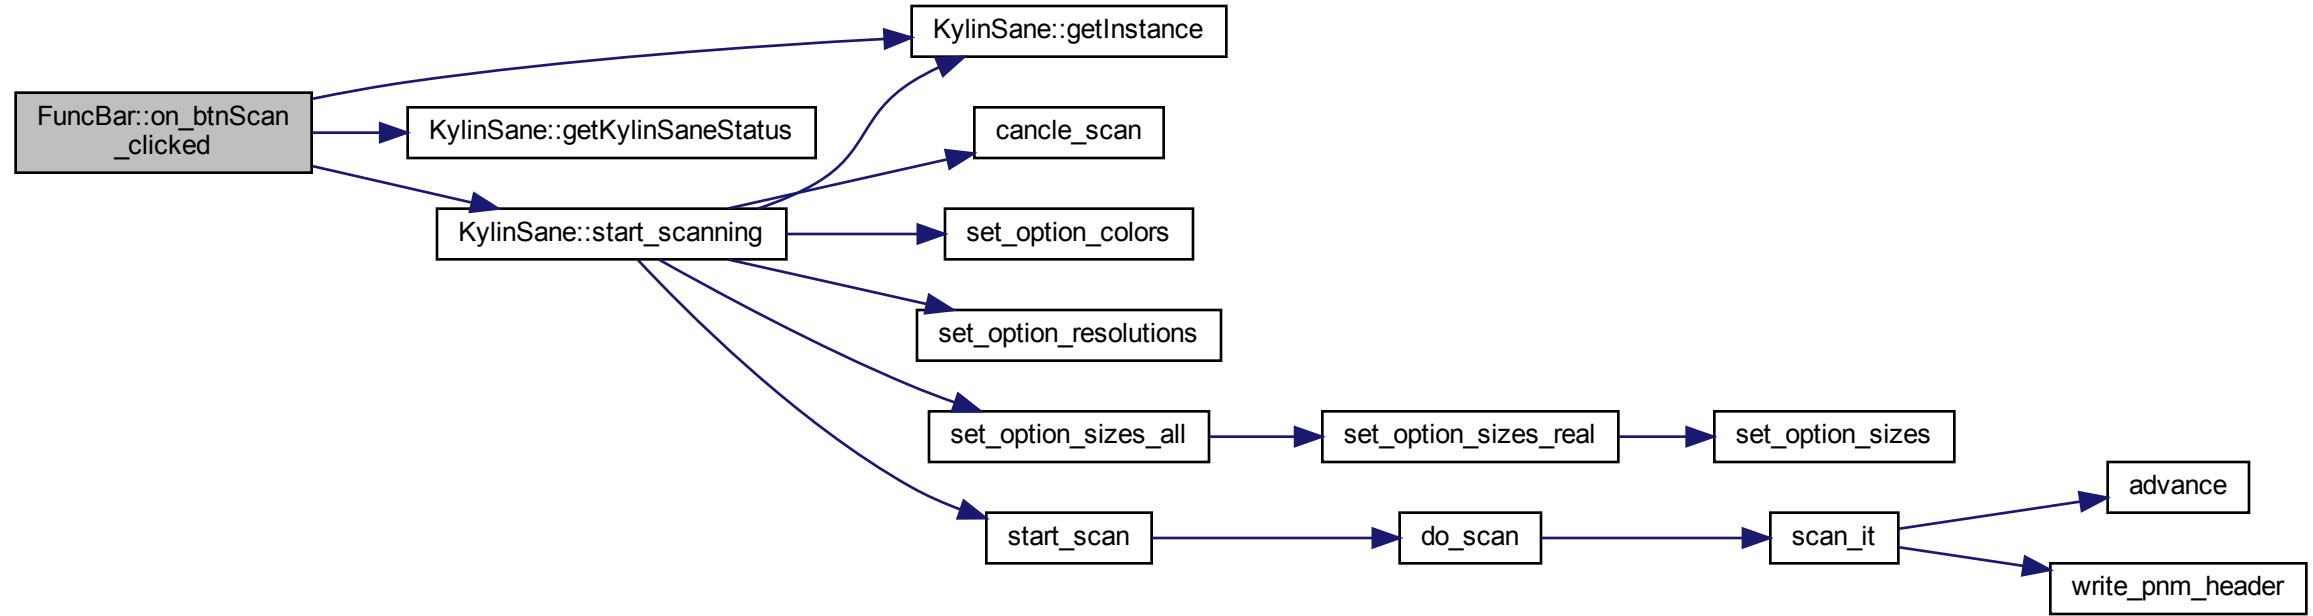 KylinSane::getInstance
FuncBar::on_btnScan
_clicked
KylinSane::getKylinSaneStatus
cancle_scan
KylinSane::start_scanning
set_option_colors
set_option_resolutions
set_option_sizes_all
set_option_sizes_real
set_option_sizes
advance
start_scan
do_scan
scan_it
write_pnm_header